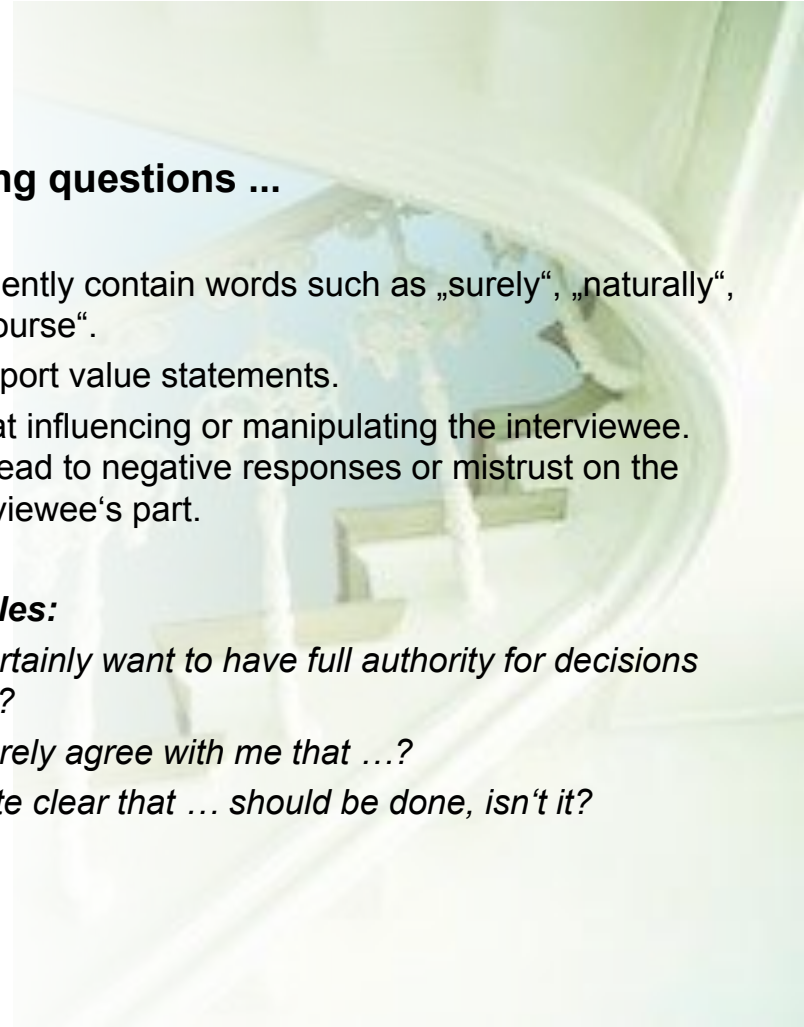 ng questions ...
ently contain words such as „surely“, „naturally“,
ourse“.
port value statements.
at influencing or manipulating the interviewee.
ead to negative responses or mistrust on the
viewee‘s part.
les:
rtainly want to have full authority for decisions
?
rely agree with me that …?
te clear that … should be done, isn‘t it?